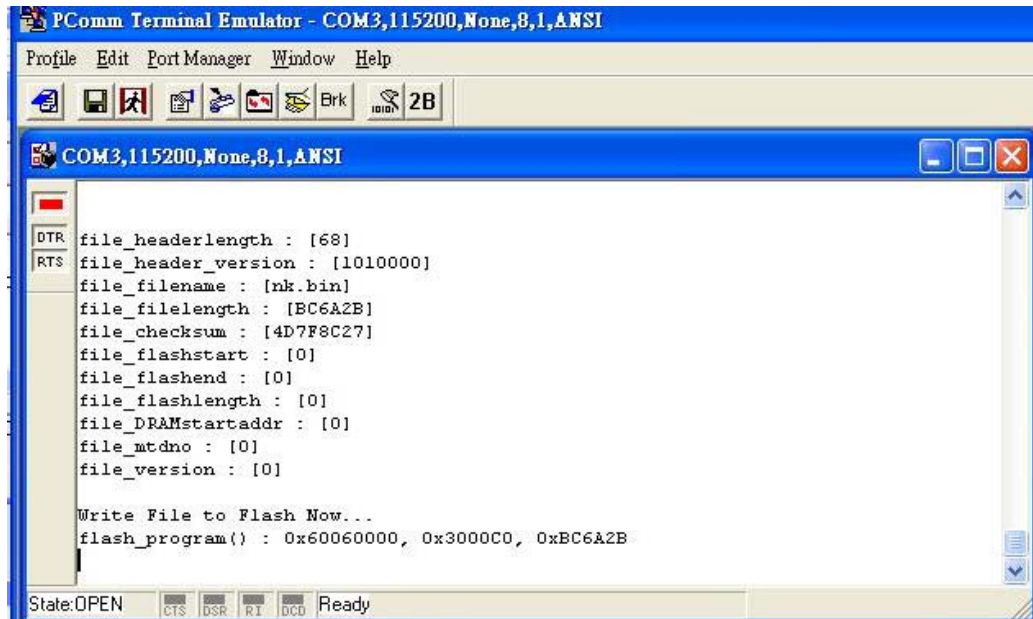 PComm Terminal Emulator - COM3,115200,None,8,1,ANSI
Profile Edit Port Manager Window Help
Brk 2B
COM3,115200,None,8,1,ANSI
DTR
RTS
file_headerlength : [68]
file_header_version : [1010000]
file_filename : [nk.bin]
file_filelength : [BC6A2B]
file_checksum : [4D7F8C27]
file_flashstart : [0]
file_flashend : [0]
file_flashlength : [0]
file_DRAMstartaddr : [0]
file_mtdno : [0]
file_version : [0]
Write File to Flash Now...
flash_program() : 0x60060000, 0x3000C0, 0xBC6A2B
State:OPEN CTS DSR RI DCD Ready